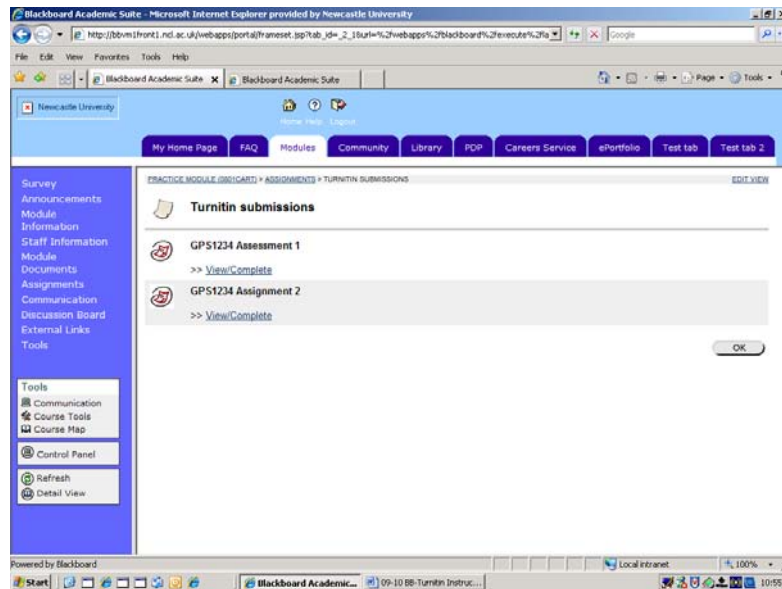 Blackboard Academic Suite - Microsoft Internet Explorer provided by Newcastle University
File Edit View Favorites Tools Help
Google
Blackboard Academic Suite Blackboard Academic Suite
Page Tools
Newcastle University
Home Help Logout
My Home Page FAQ Modules Community Library PDP Careers Service ePortfolio Test tab Test tab 2
PRACTICE MODULE (0801CART) > ASSIGNMENTS > TURNITIN SUBMISSIONS EDIT VIEW
Turnitin submissions
GPS1234 Assessment 1
>> View/Complete
GPS1234 Assignment 2
>> View/Complete
OK
Survey
Announcements
Module
Information
Staff Information
Module
Documents
Assignments
Communication
Discussion Board
External Links
Tools
Tools
Communication
Course Tools
Course Map
Control Panel
Refresh
Detail View
Powered by Blackboard
Local intranet 100%
Start Blackboard Academic... 09-10 BB-Turnitin Instruc... 10:55